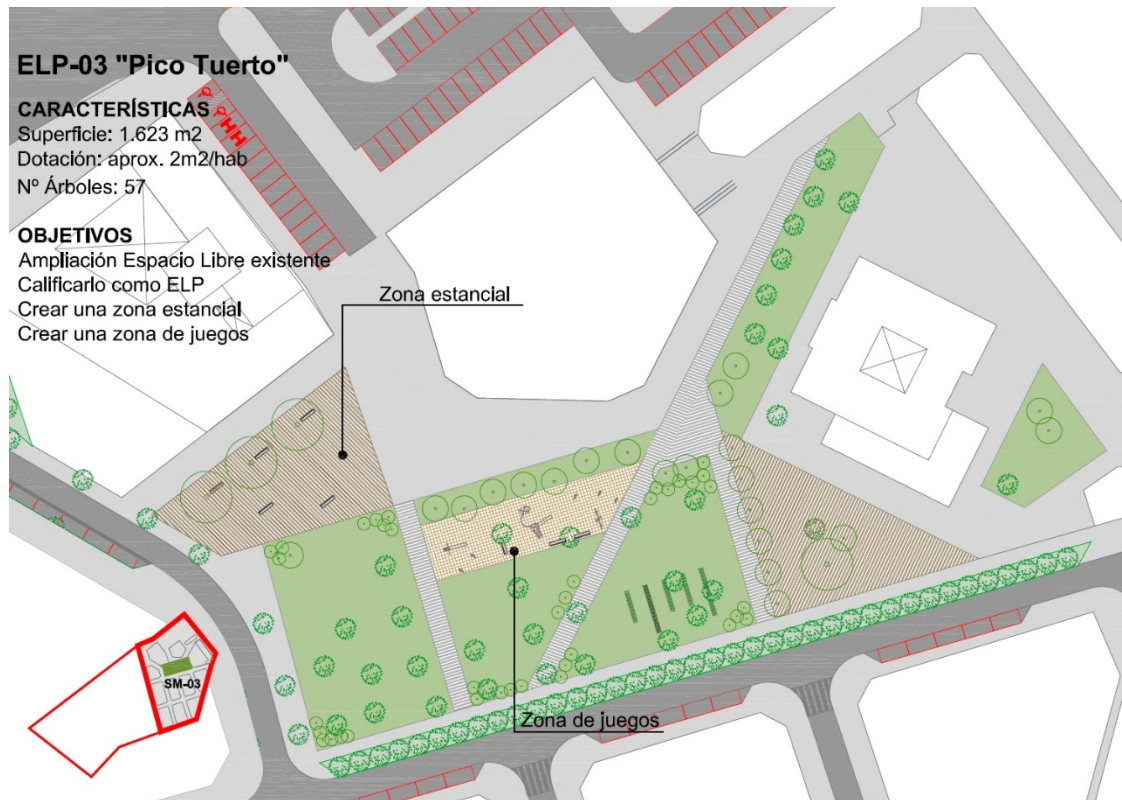 ELP-03 "Pico Tuerto"
CARACTERÍSTICAS
Superficie: 1.623 m2
Dotación: aprox. 2m2/hab
Nº Árboles: 57
OBJETIVOS
Ampliación Espacio Libre existente
Calificarlo como ELP
Crear una zona estancial
Crear una zona de juegos
Zona estancial
SM-03
Zona de juegos